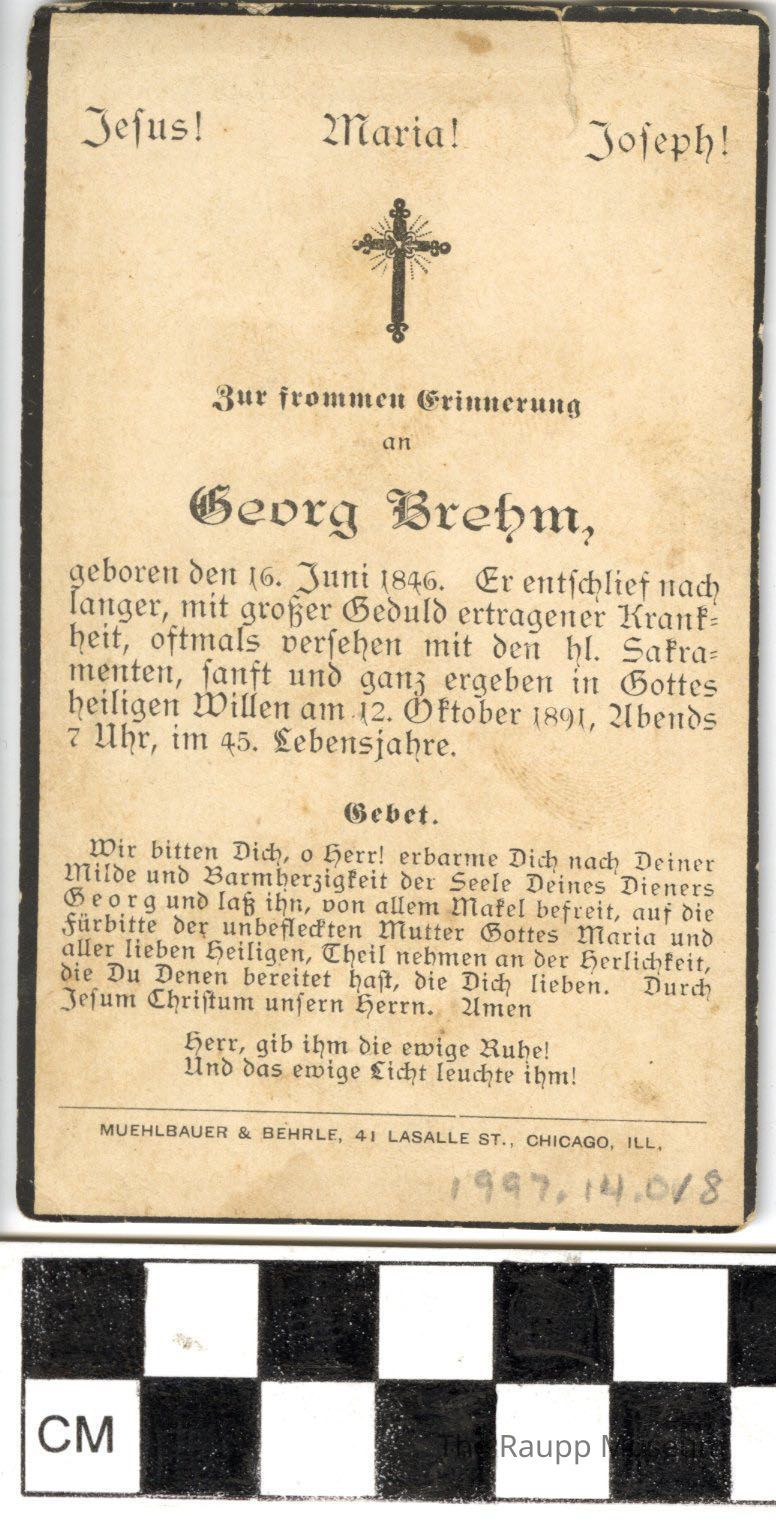 Jesus! Maria! Joseph!
Zur frommen Erinnerung
an
Georg Brehm,
geboren den 16. Juni 1846. Er entschlief nach
langer, mit großer Geduld ertragener Krank-
heit, oftmals versehen mit den hl. Sakra-
menten, sanft und ganz ergeben in Gottes
heiligen Willen am 12. Oktober 1891, Abends
7 Uhr, im 45. Lebensjahre.
Gebet.
Wir bitten Dich, o Herr! erbarme Dich nach Deiner
Milde und Barmherzigkeit der Seele Deines Dieners
Georg und laß ihn, von allem Makel befreit, auf die
Fürbitte der unbefleckten Mutter Gottes Maria und
aller lieben Heiligen, Theil nehmen an der Herlichkeit,
die Du Denen bereitet hast, die Dich lieben. Durch
Jesum Christum unsern Herrn. Amen
Herr, gib ihm die ewige Ruhe!
Und das ewige Licht leuchte ihm!
MUEHLBAUER & BEHRLE, 41 LASALLE ST., CHICAGO, ILL,
1997.14.018
CM
The Raupp Museum